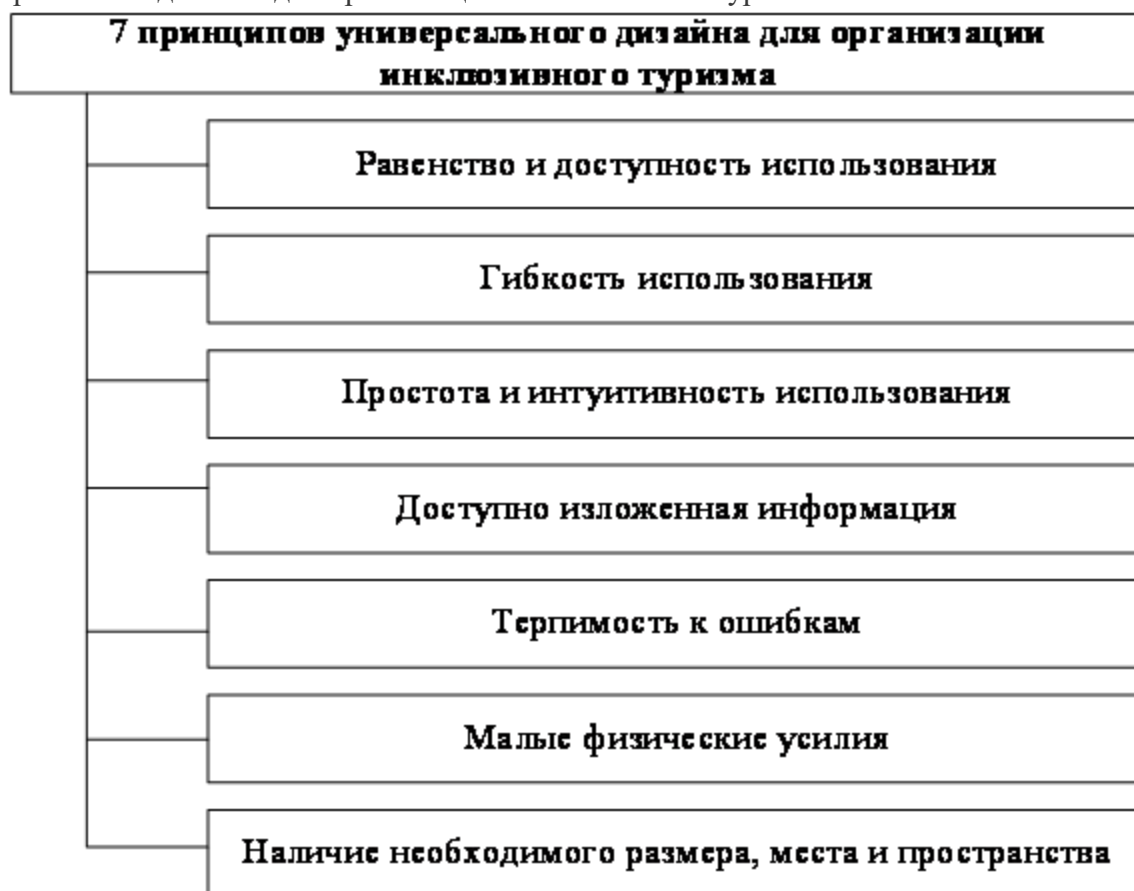 7 принципов универсального дизайна для организации
инклюзивного туризма
Равенство и доступность использования
Гибкость использования
Простота и интуитивность использования
Доступно изложенная информация
Терпимость к ошибкам
Малые физические усилия
Наличие необходимого размера, места и пространства